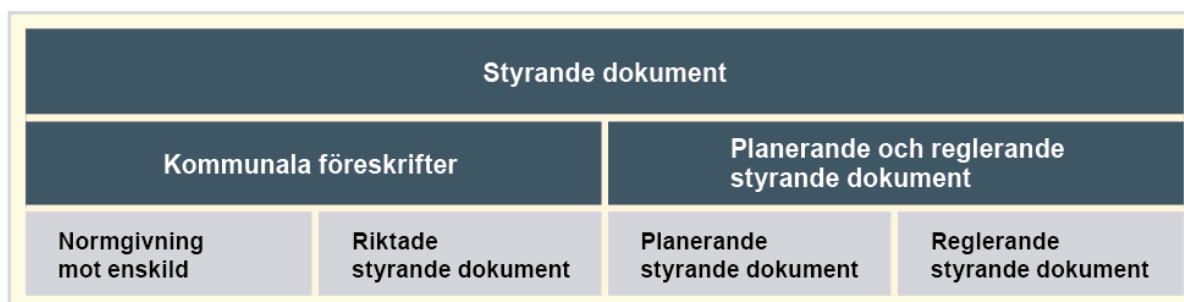 Styrande dokument
Kommunala föreskrifter
Planerande och reglerande
styrande dokument
Normgivning
mot enskild
Riktade
styrande dokument
Planerande
styrande dokument
Reglerande
styrande dokument